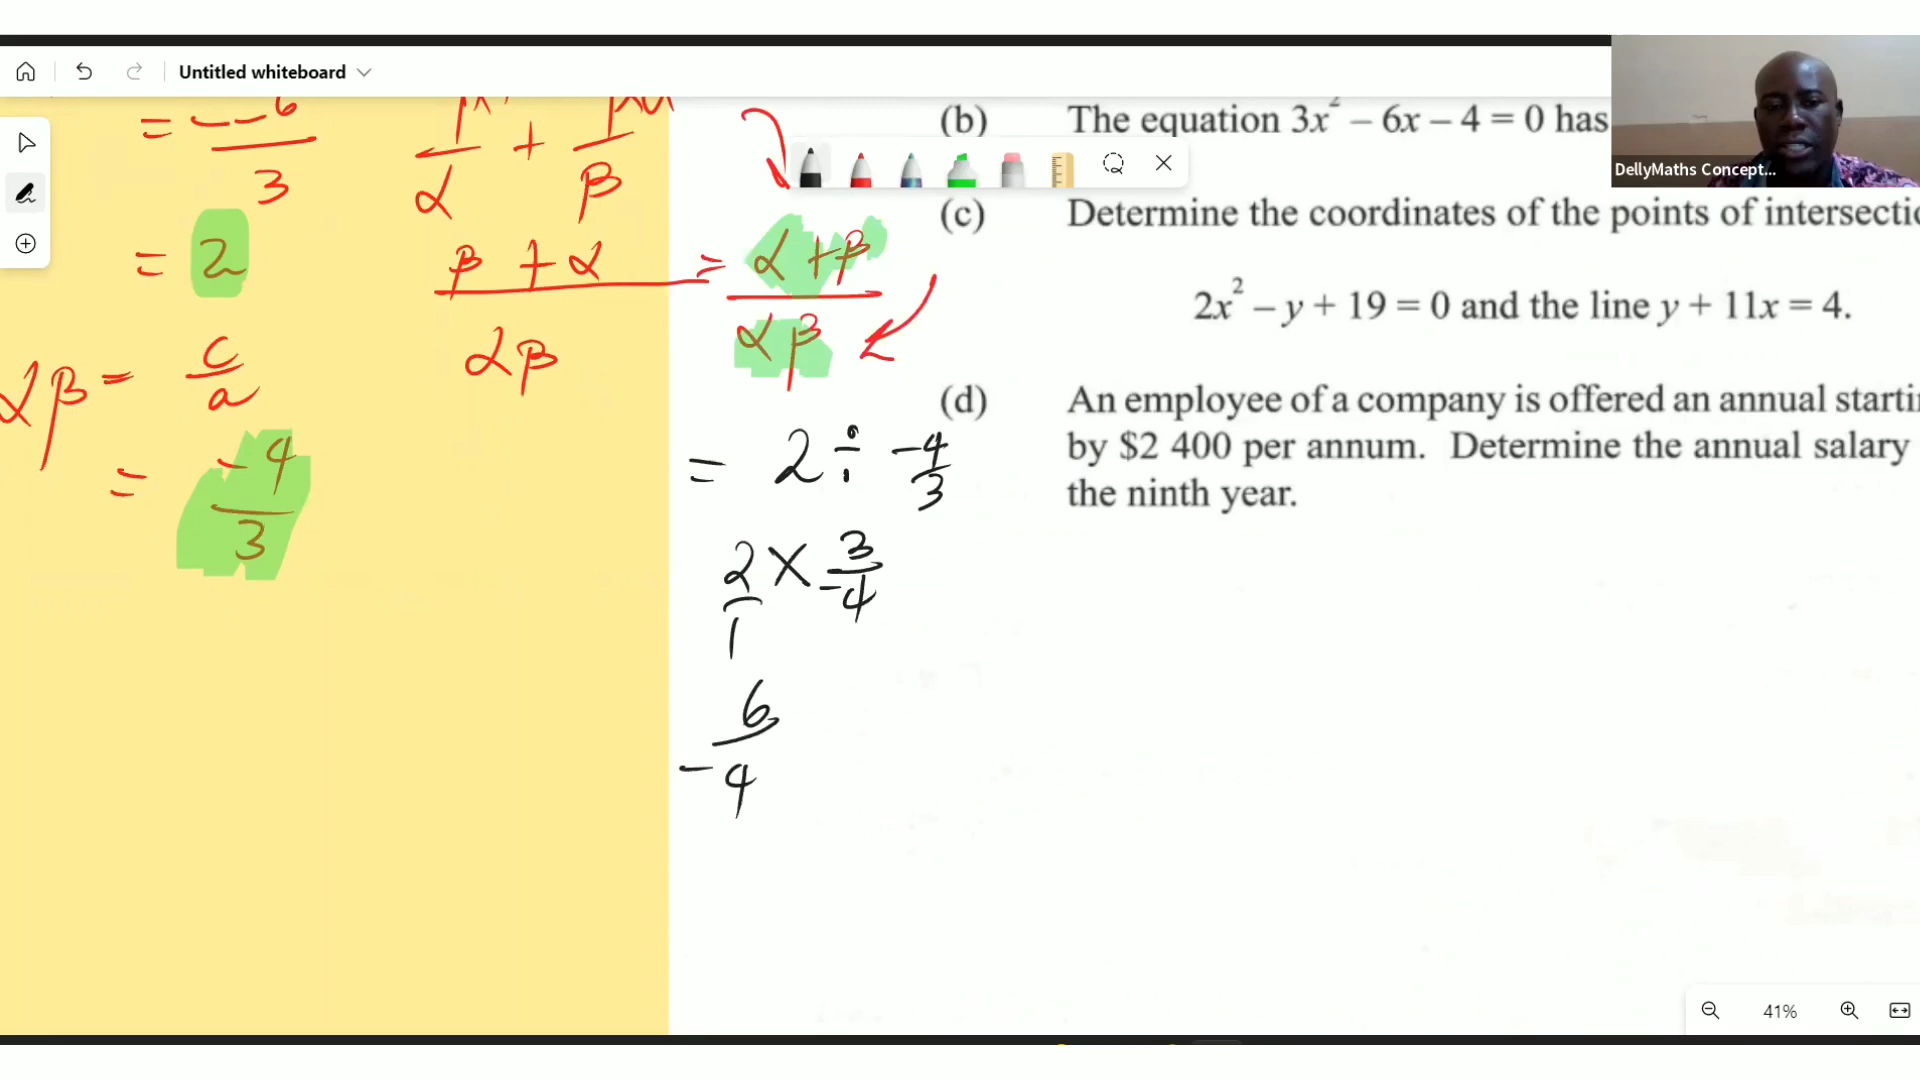 Untitled whiteboard
DellyMaths Concept...
= --6
3
= 2
αβ = c/a
= -4/3
α + β
β + α
αβ
= α + β
αβ
= 2/1 ÷ -4/3
2/1 × 3/-4
6
-4
(b) The equation 3x² – 6x – 4 = 0 has
(c) Determine the coordinates of the points of intersectio
2x² – y + 19 = 0 and the line y + 11x = 4.
(d) An employee of a company is offered an annual starti
by $2 400 per annum. Determine the annual salary
the ninth year.
41%